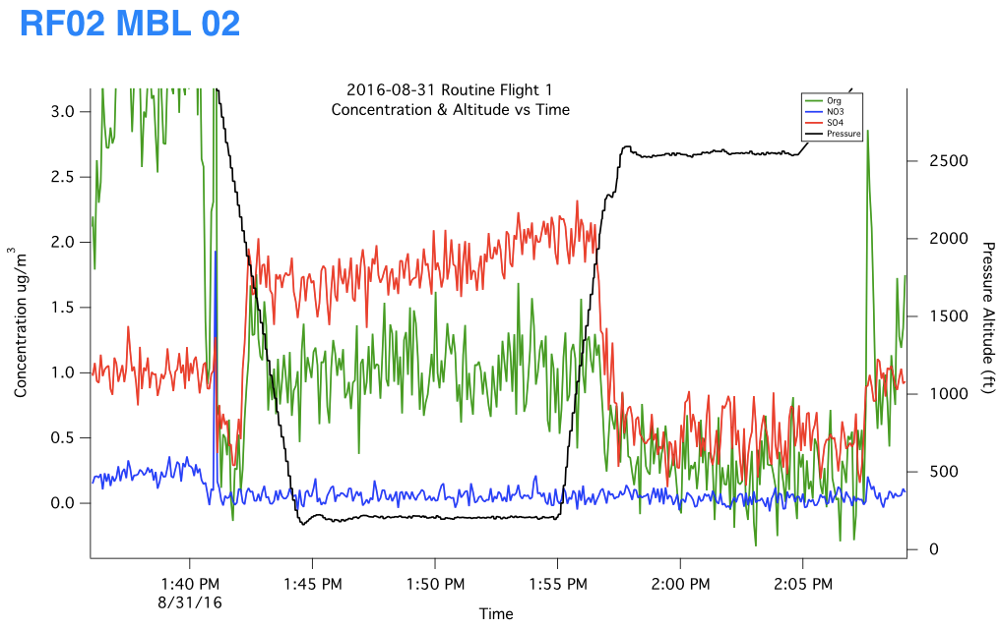 RF02 MBL 02
2016-08-31 Routine Flight 1
Concentration & Altitude vs Time
Org
NO3
SO4
Pressure
Concentration ug/m³
3.0
2.5
2.0
1.5
1.0
0.5
0.0
2500
2000
1500
1000
500
0
Pressure Altitude (ft)
1:40 PM
1:45 PM
1:50 PM
1:55 PM
2:00 PM
2:05 PM
8/31/16
Time